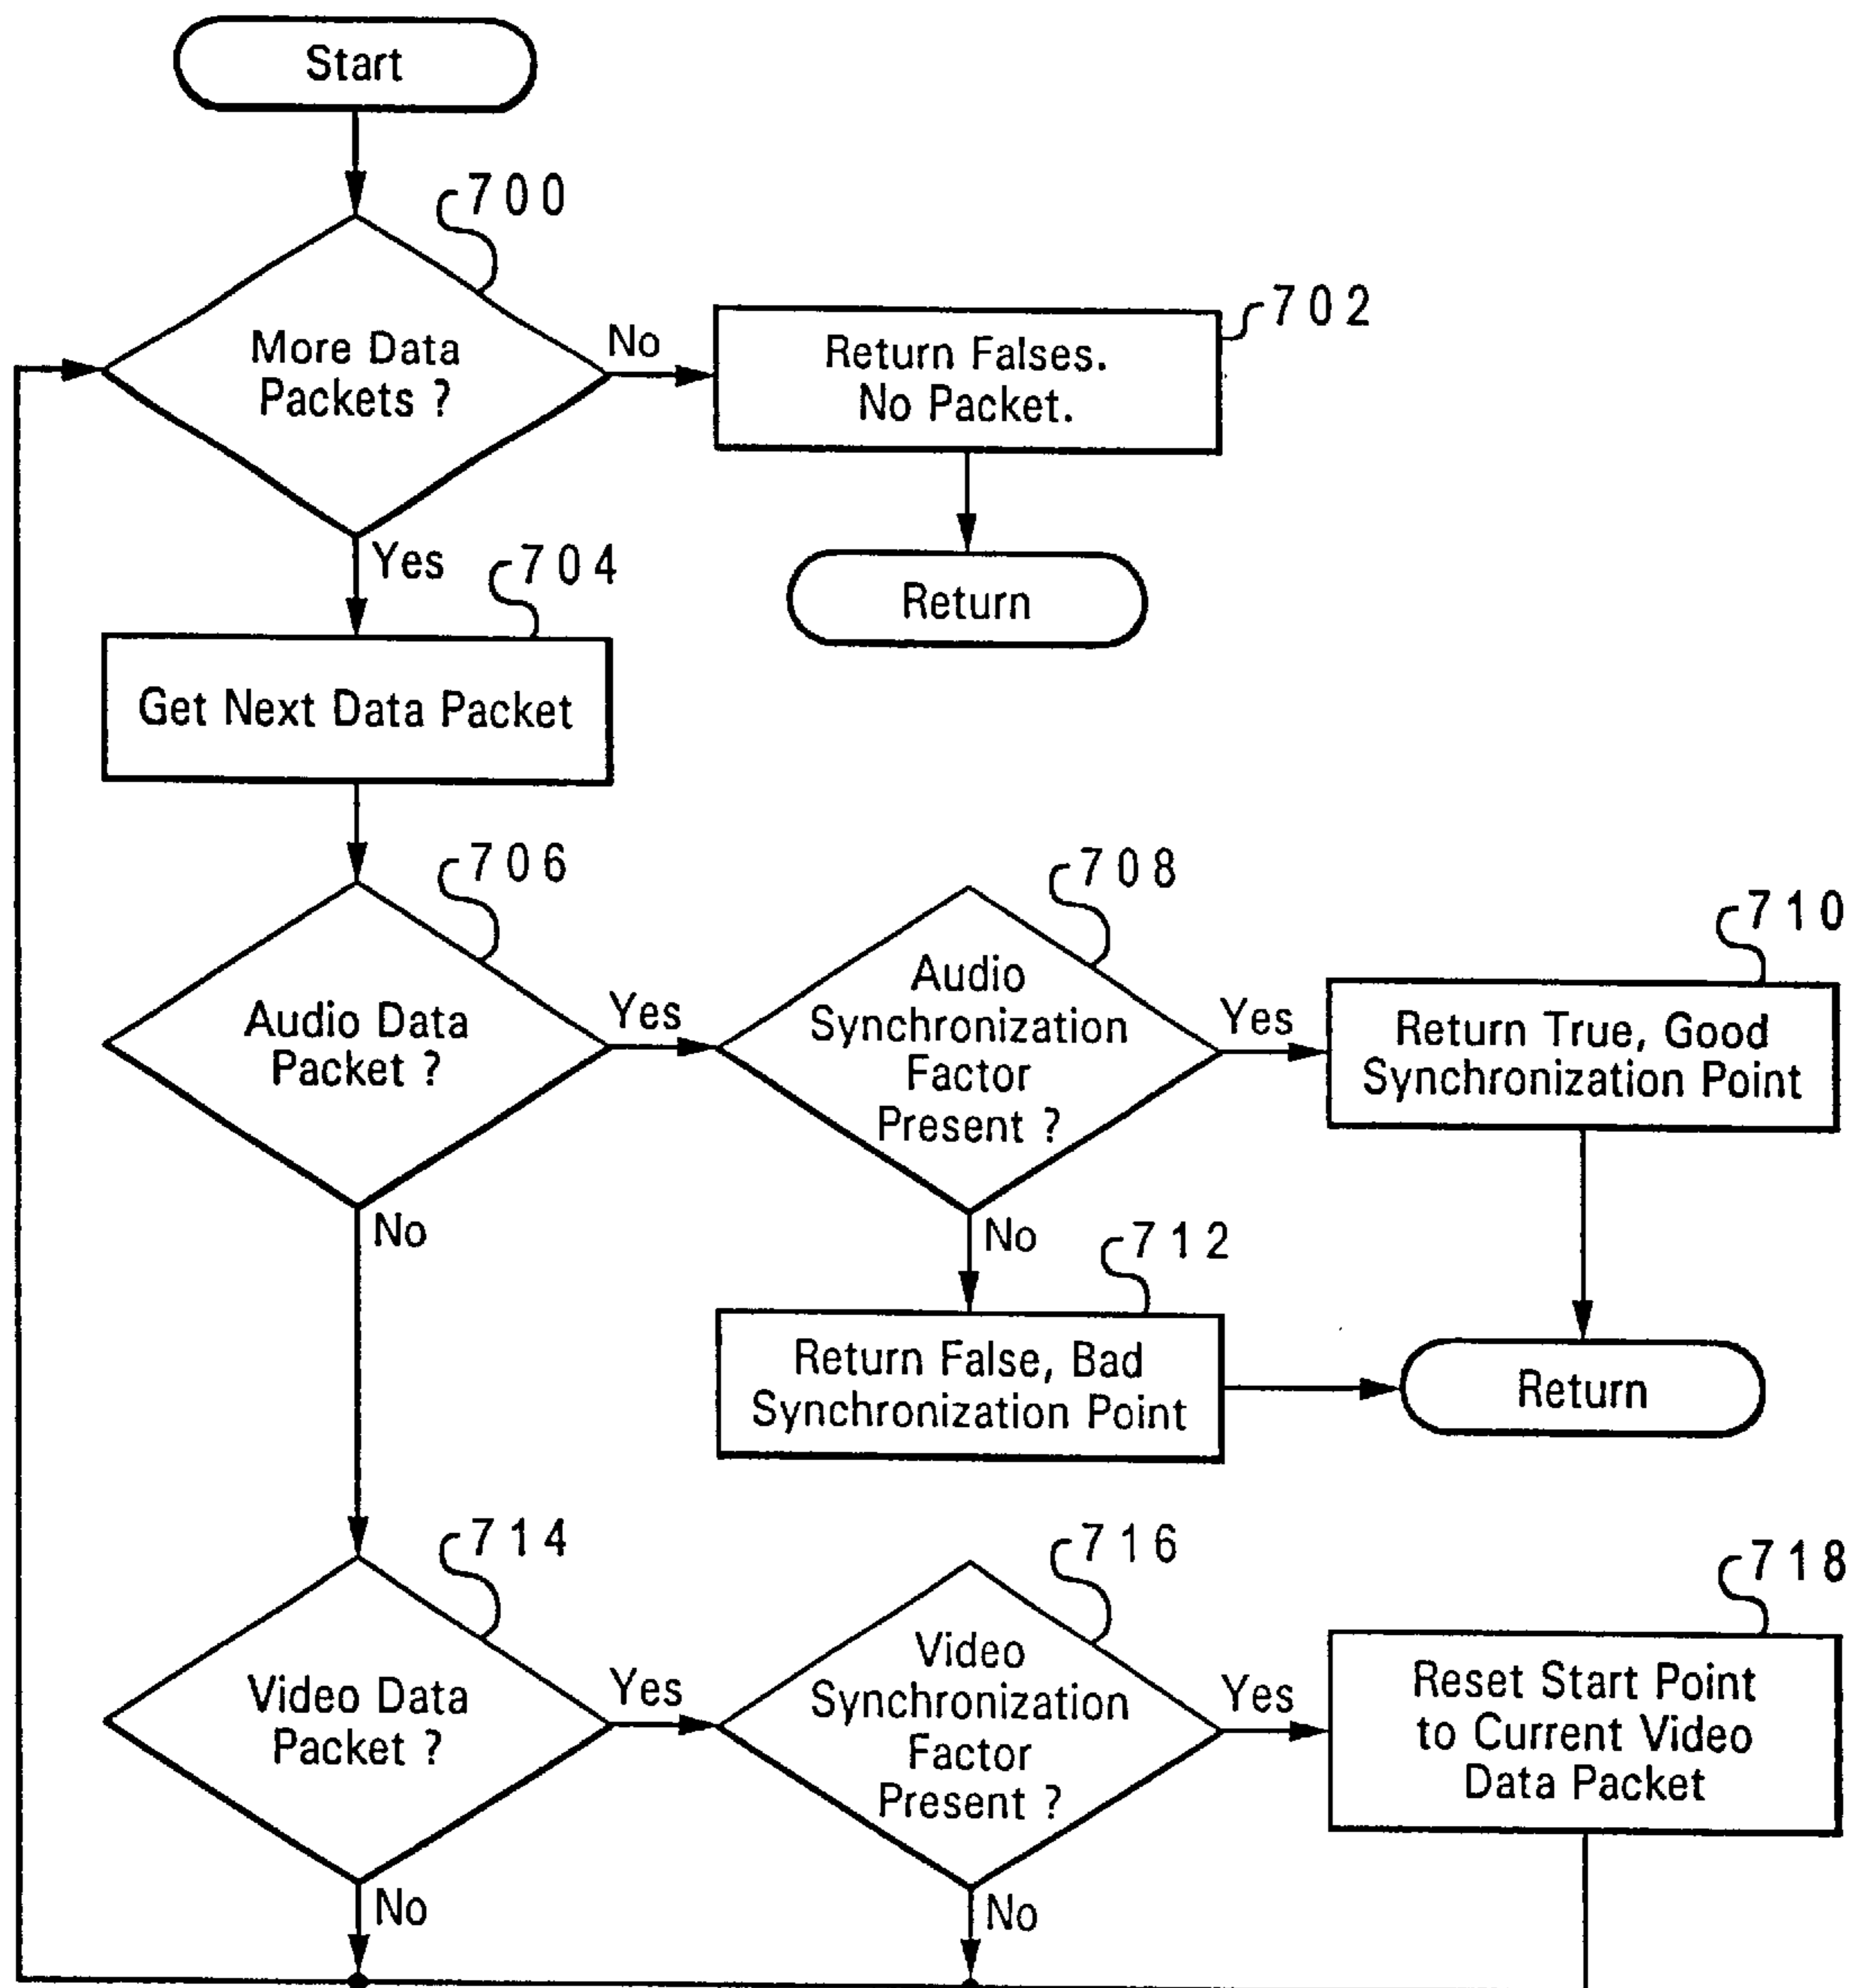 Start
700
More Data
Packets ?
No
702
Return Falses.
No Packet.
Yes
704
Return
Get Next Data Packet
706
Audio Data
Packet ?
Yes
708
Audio
Synchronization
Factor
Present ?
Yes
710
Return True, Good
Synchronization Point
No
No
712
Return False, Bad
Synchronization Point
Return
714
Video Data
Packet ?
Yes
716
Video
Synchronization
Factor
Present ?
Yes
718
Reset Start Point
to Current Video
Data Packet
No
No